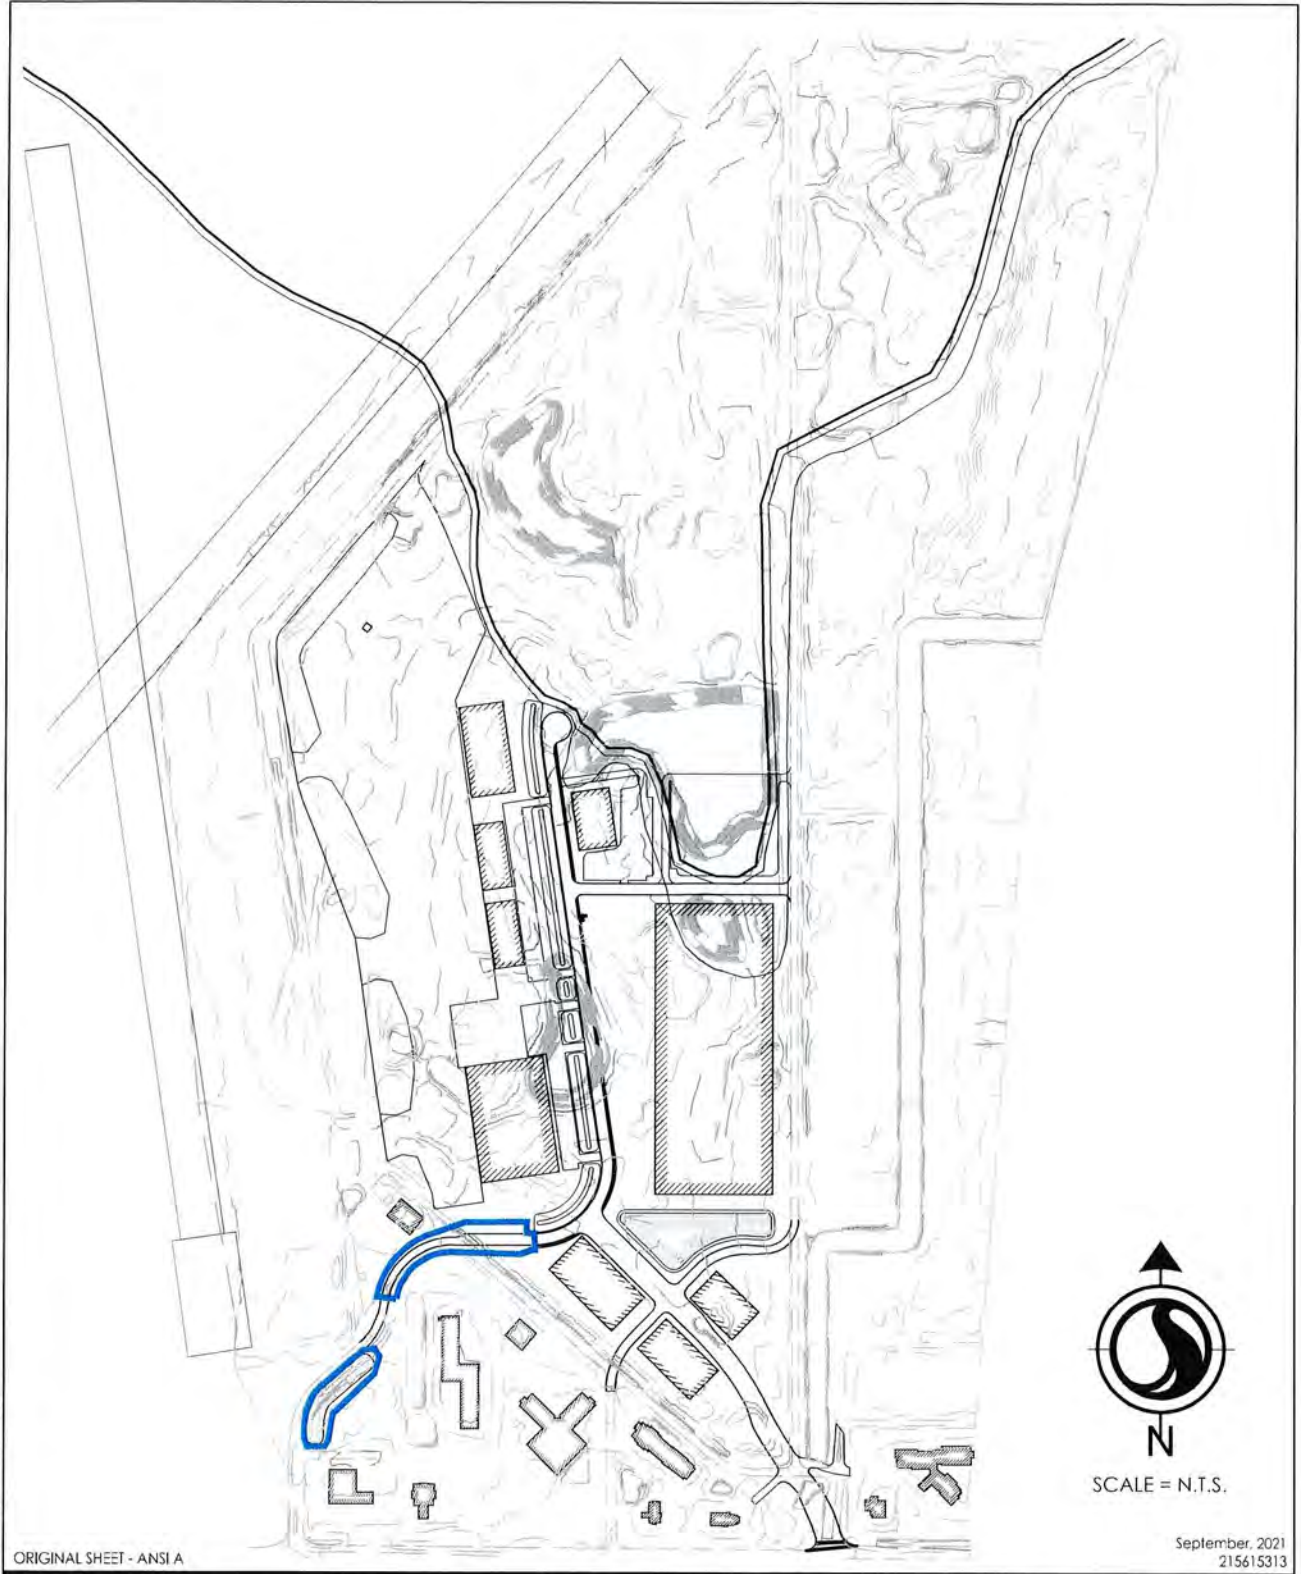 N
SCALE = N.T.S.
September, 2021
ORIGINAL SHEET - ANSI A
215615313